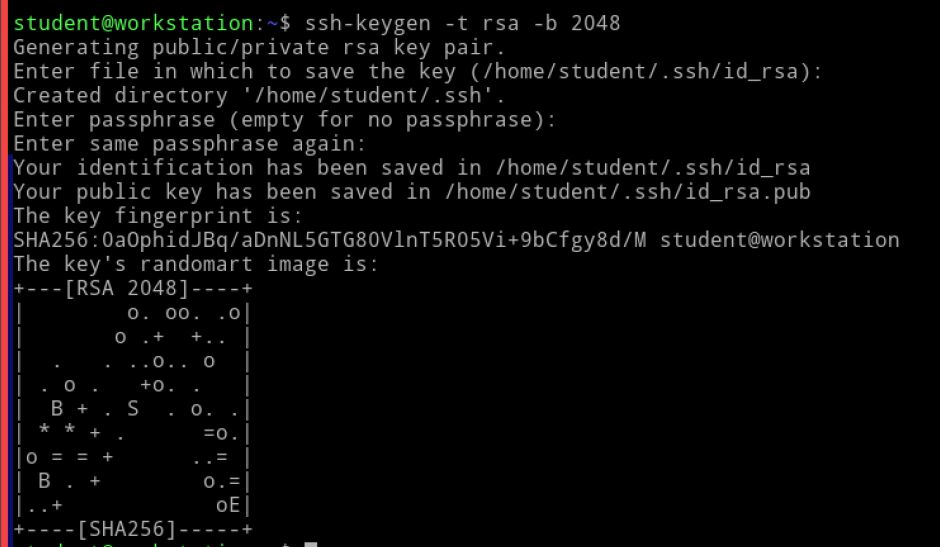 student@workstation:~$ ssh-keygen -t rsa -b 2048
Generating public/private rsa key pair.
Enter file in which to save the key (/home/student/.ssh/id_rsa):
Created directory '/home/student/.ssh'.
Enter passphrase (empty for no passphrase):
Enter same passphrase again:
Your identification has been saved in /home/student/.ssh/id_rsa
Your public key has been saved in /home/student/.ssh/id_rsa.pub
The key fingerprint is:
SHA256:0aOphidJBq/aDnNL5GTG80VlnT5R05Vi+9bCfgy8d/M student@workstation
The key's randomart image is:
+---[RSA 2048]----+
|        o. oo. .o|
|       o .+  +.. |
|  .   . ..o.. o  |
| . o .   +o. .   |
|  B + . S  . o. .|
| * * + .      =o.|
|o = = +      ..= |
| B . +        o.=|
|..+            oE|
+----[SHA256]-----+